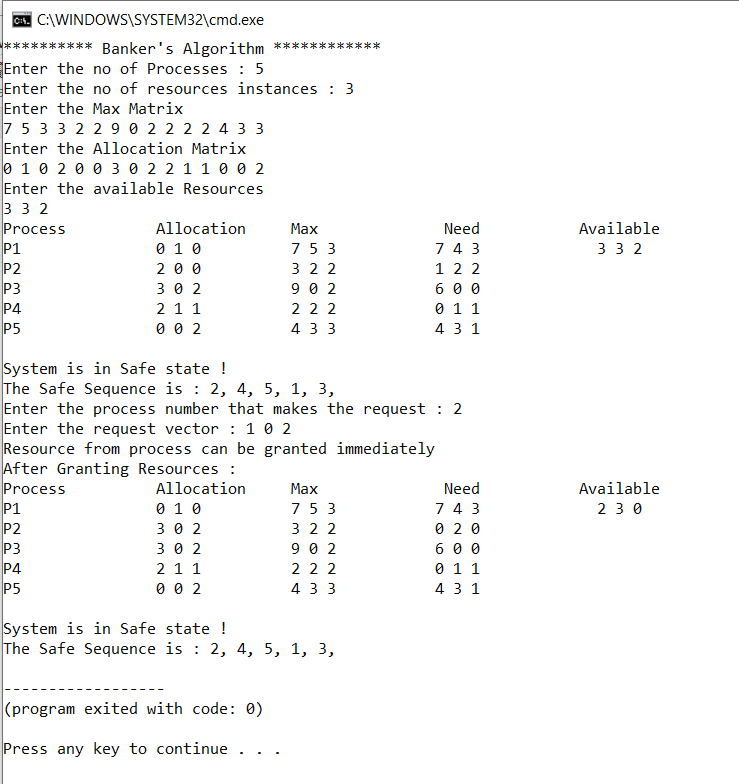 C:\WINDOWS\SYSTEM32\cmd.exe
********** Banker's Algorithm ************
Enter the no of Processes : 5
Enter the no of resources instances : 3
Enter the Max Matrix
7 5 3 3 2 2 9 0 2 2 2 2 4 3 3
Enter the Allocation Matrix
0 1 0 2 0 0 3 0 2 2 1 1 0 0 2
Enter the available Resources
3 3 2
Process          Allocation     Max              Need           Available
P1               0 1 0          7 5 3           7 4 3             3 3 2
P2               2 0 0          3 2 2           1 2 2
P3               3 0 2          9 0 2           6 0 0
P4               2 1 1          2 2 2           0 1 1
P5               0 0 2          4 3 3           4 3 1
System is in Safe state !
The Safe Sequence is : 2, 4, 5, 1, 3,
Enter the process number that makes the request : 2
Enter the request vector : 1 0 2
Resource from process can be granted immediately
After Granting Resources :
Process          Allocation     Max              Need           Available
P1               0 1 0          7 5 3           7 4 3             2 3 0
P2               3 0 2          3 2 2           0 2 0
P3               3 0 2          9 0 2           6 0 0
P4               2 1 1          2 2 2           0 1 1
P5               0 0 2          4 3 3           4 3 1
System is in Safe state !
The Safe Sequence is : 2, 4, 5, 1, 3,
------------------
(program exited with code: 0)
Press any key to continue . . .